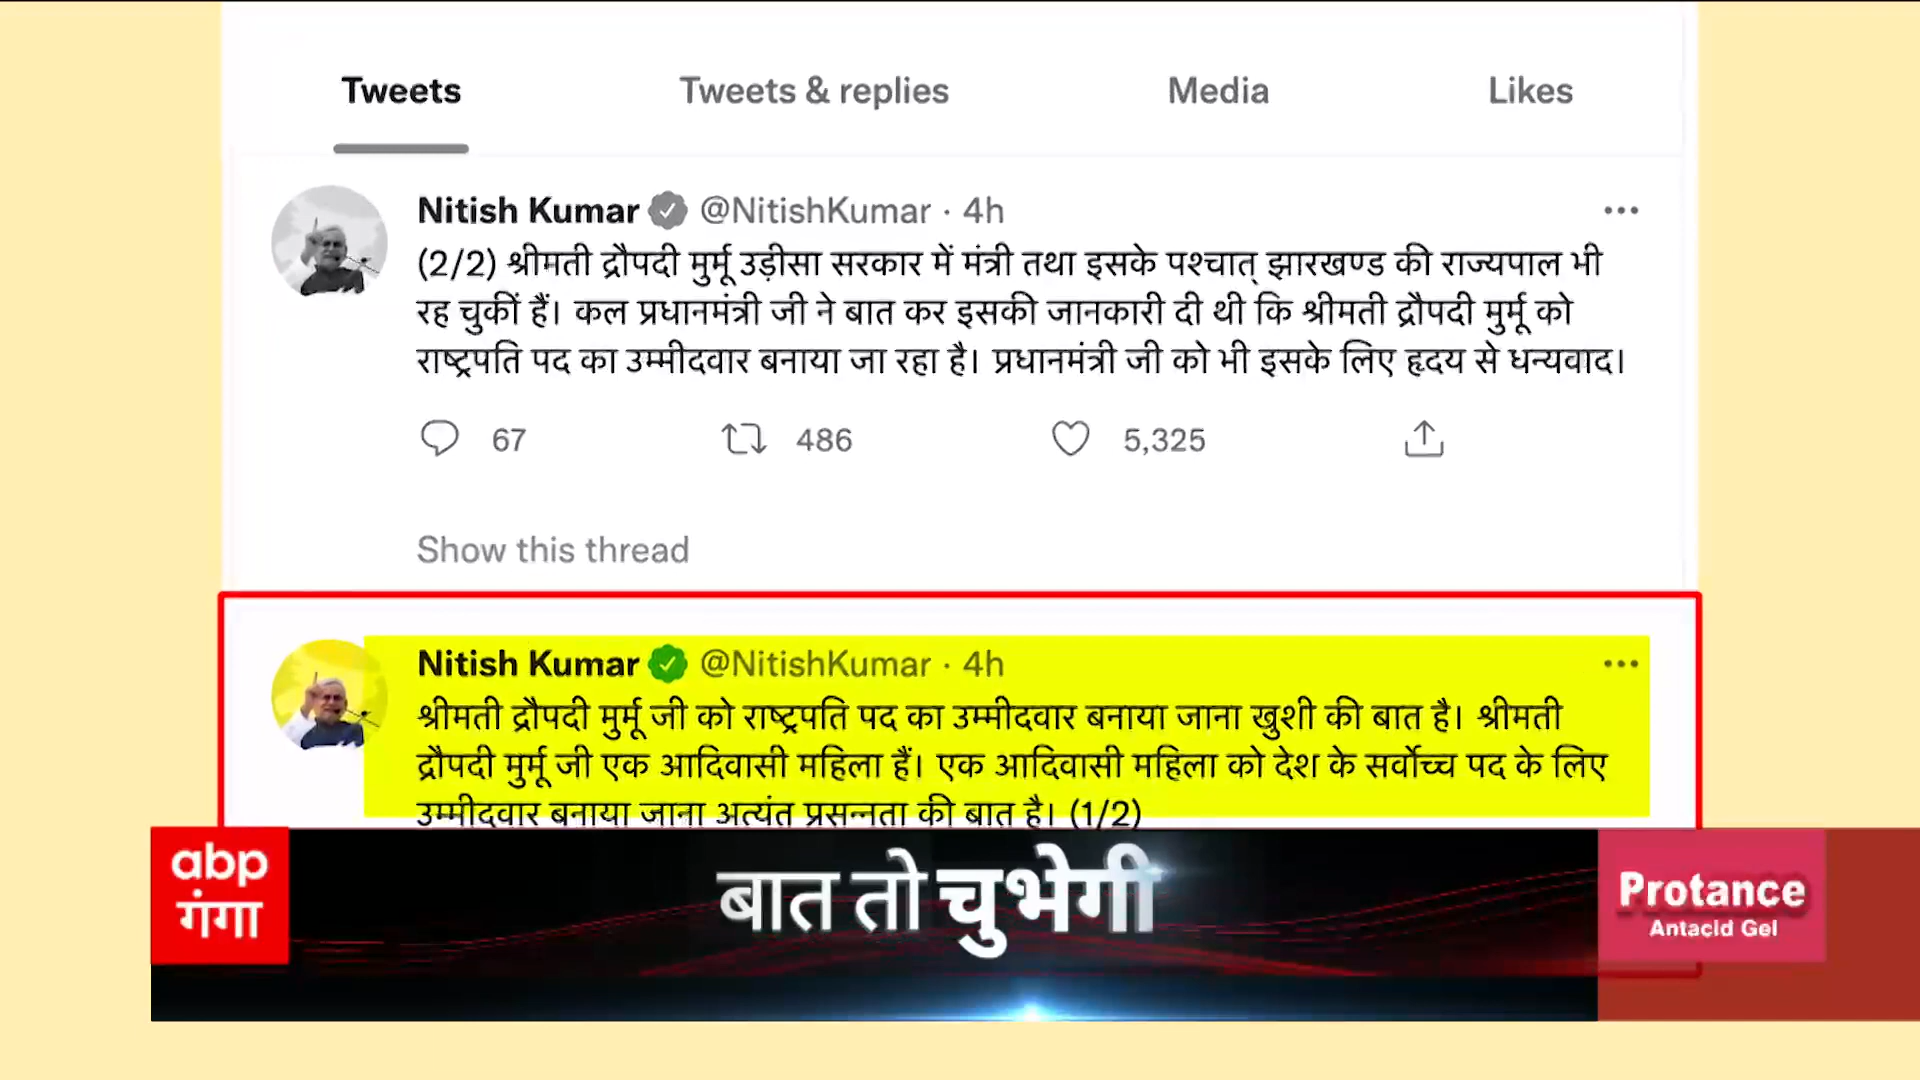 Tweets Tweets & replies Media Likes
Nitish Kumar @NitishKumar · 4h
(2/2) श्रीमती द्रौपदी मुर्मू उड़ीसा सरकार में मंत्री तथा इसके पश्चात् झारखण्ड की राज्यपाल भी
रह चुकीं हैं। कल प्रधानमंत्री जी ने बात कर इसकी जानकारी दी थी कि श्रीमती द्रौपदी मुर्मू को
राष्ट्रपति पद का उम्मीदवार बनाया जा रहा है। प्रधानमंत्री जी को भी इसके लिए हृदय से धन्यवाद।
67 486 5,325
Show this thread
Nitish Kumar @NitishKumar · 4h
श्रीमती द्रौपदी मुर्मू जी को राष्ट्रपति पद का उम्मीदवार बनाया जाना खुशी की बात है। श्रीमती
द्रौपदी मुर्मू जी एक आदिवासी महिला हैं। एक आदिवासी महिला को देश के सर्वोच्च पद के लिए
उम्मीदवार बनाया जाना अत्यंत प्रसन्नता की बात है। (1/2)
abp
गंगा
बात तो चुभेगी
Protance
Antacid Gel